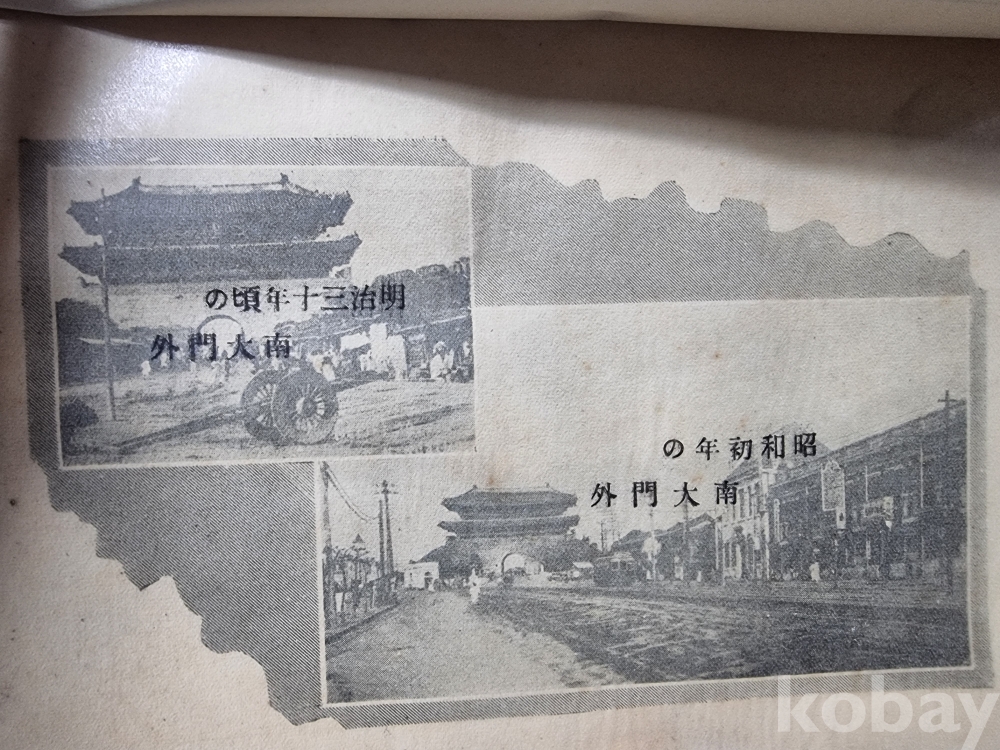 明治三十年頃の
南大門外
昭和初年の
南大門外
kobay